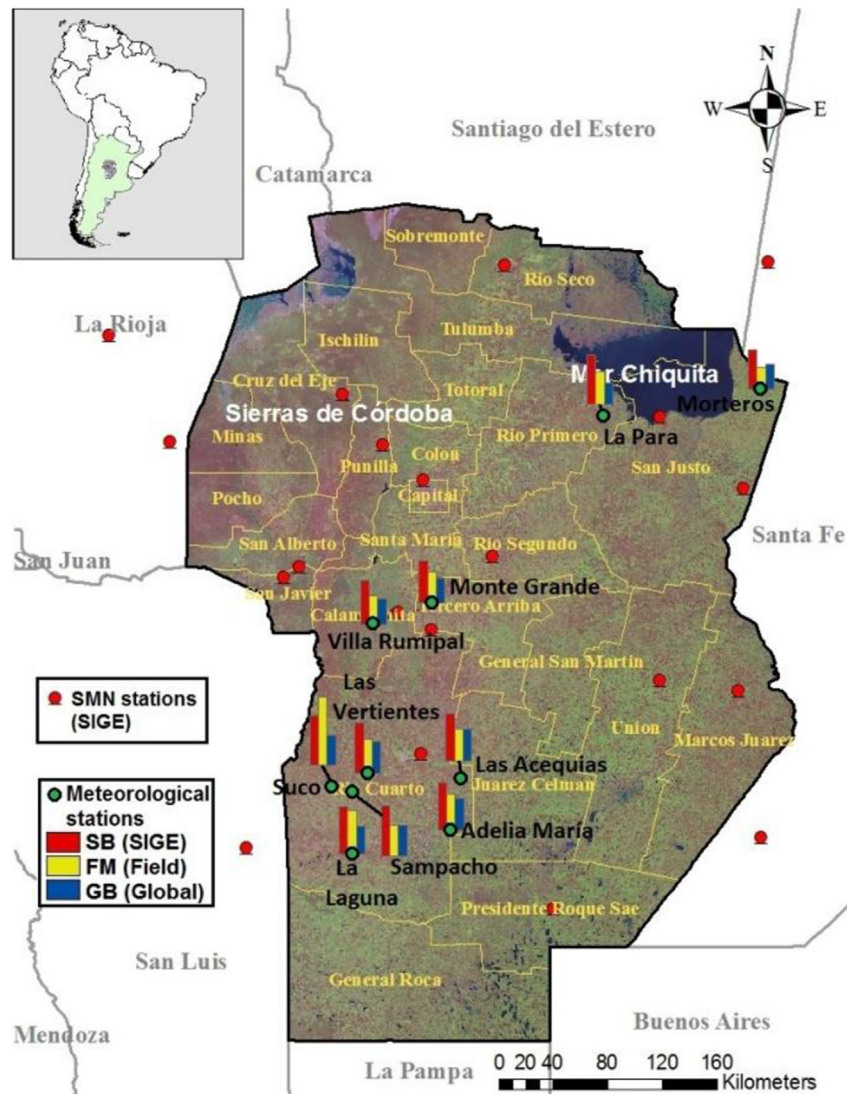 N
W
E
S
Santiago del Estero
Catamarca
Sobremonte
Rio Seco
La Rioja
Ischilin
Tulumba
Cruz del Eje
Totoral
Mar Chiquita
Morteros
Sierras de Córdoba
La Para
Minas
Rio Primero
Colon
Punilla
San Justo
Pocho
Capital
Santa Maria
Rio Segundo
Santa Fe
San Alberto
San Juan
San Javier
Monte Grande
Tercero Arriba
Calamuchita
Villa Rumipal
General San Martin
SMN stations
(SIGE)
Las
Vertientes
Union
Marcos Juarez
Las Acequias
Suco
Rio Cuarto
Juarez Celman
Meteorological
stations
SB (SIGE)
FM (Field)
GB (Global)
Adelia María
La
Laguna
Sampacho
Presidente Roque Sae
San Luis
General Roca
Mendoza
Buenos Aires
La Pampa
0 20 40 80 120 160
Kilometers